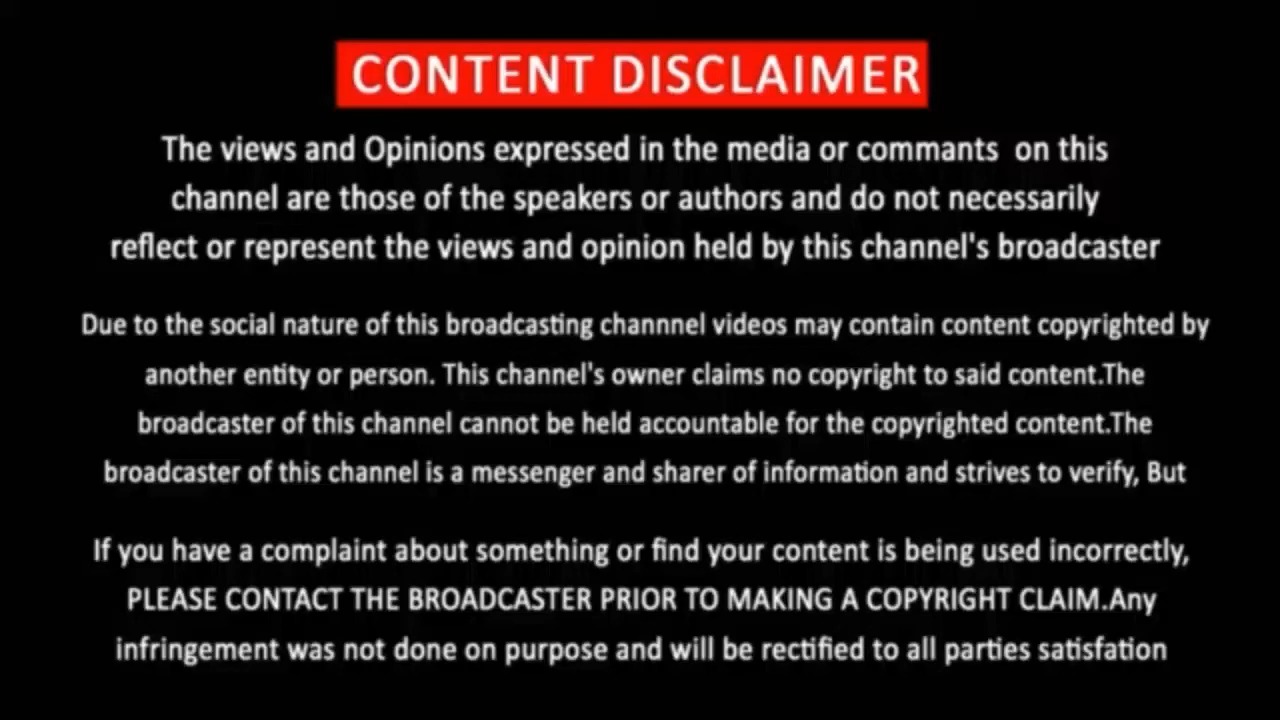 CONTENT DISCLAIMER
The views and Opinions expressed in the media or commants on this
channel are those of the speakers or authors and do not necessarily
reflect or represent the views and opinion held by this channel's broadcaster
Due to the social nature of this broadcasting channnel videos may contain content copyrighted by
another entity or person. This channel's owner claims no copyright to said content.The
broadcaster of this channel cannot be held accountable for the copyrighted content.The
broadcaster of this channel is a messenger and sharer of information and strives to verify, But
If you have a complaint about something or find your content is being used incorrectly,
PLEASE CONTACT THE BROADCASTER PRIOR TO MAKING A COPYRIGHT CLAIM.Any
infringement was not done on purpose and will be rectified to all parties satisfation